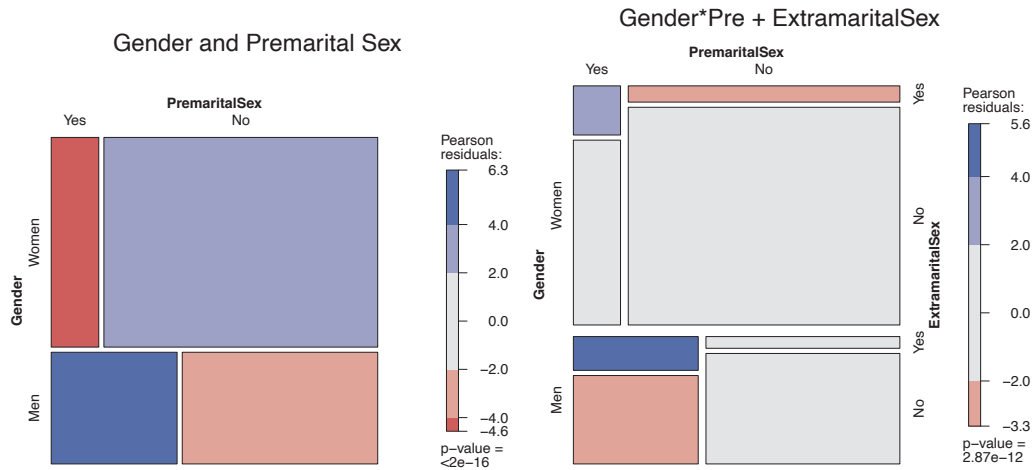 Gender and Premarital Sex
PremaritalSex
Yes No
Gender
Women
Men
Pearson
residuals:
6.3
4.0
2.0
0.0
−2.0
−4.0
−4.6
p−value =
<2e−16
Gender*Pre + ExtramaritalSex
PremaritalSex
Yes No
Gender
Women
Men
Yes
No
Yes
No
ExtramaritalSex
Pearson
residuals:
5.6
4.0
2.0
0.0
−2.0
−3.3
p−value =
2.87e−12